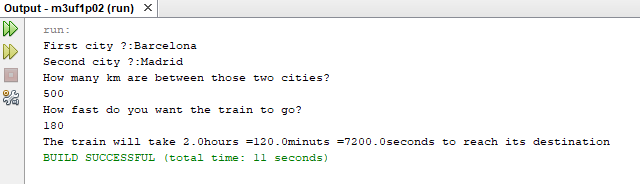 Output - m3uf1p02 (run) ×
run:
First city ?:Barcelona
Second city ?:Madrid
How many km are between those two cities?
500
How fast do you want the train to go?
180
The train will take 2.0hours =120.0minuts =7200.0seconds to reach its destination
BUILD SUCCESSFUL (total time: 11 seconds)